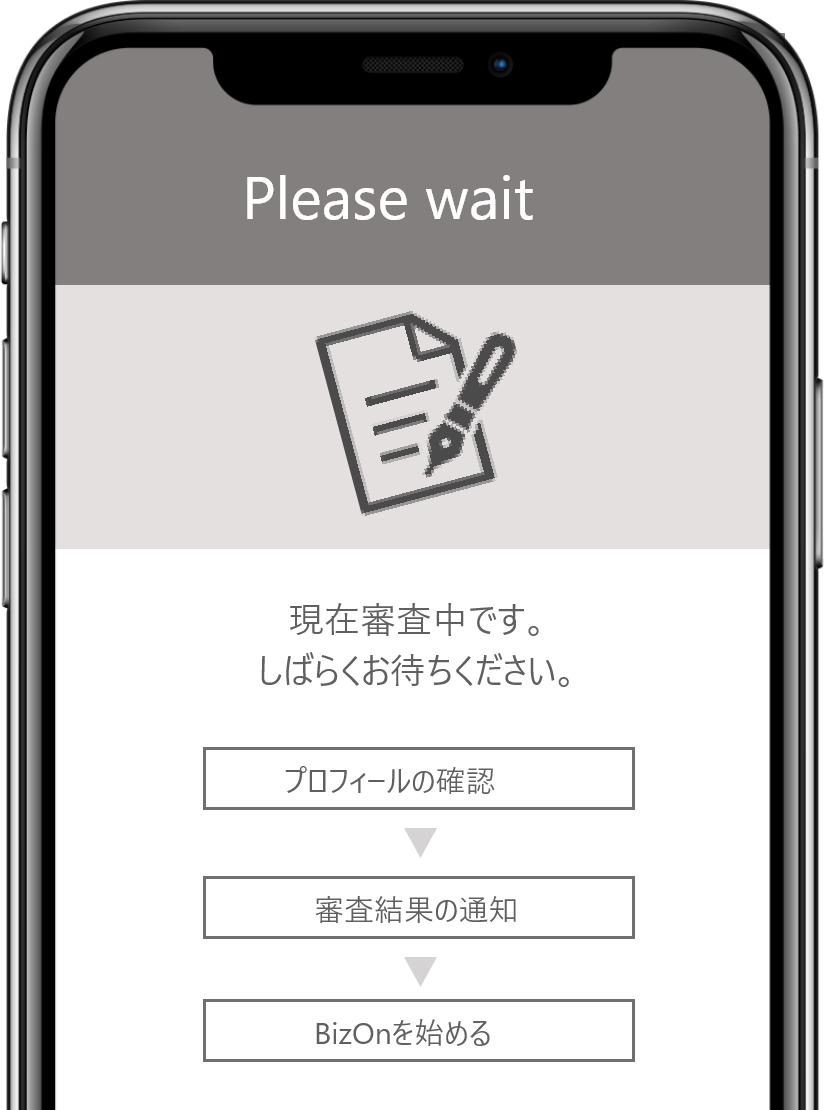 Please wait
現在審査中です。
しばらくお待ちください。
プロフィールの確認
審査結果の通知
BizOnを始める